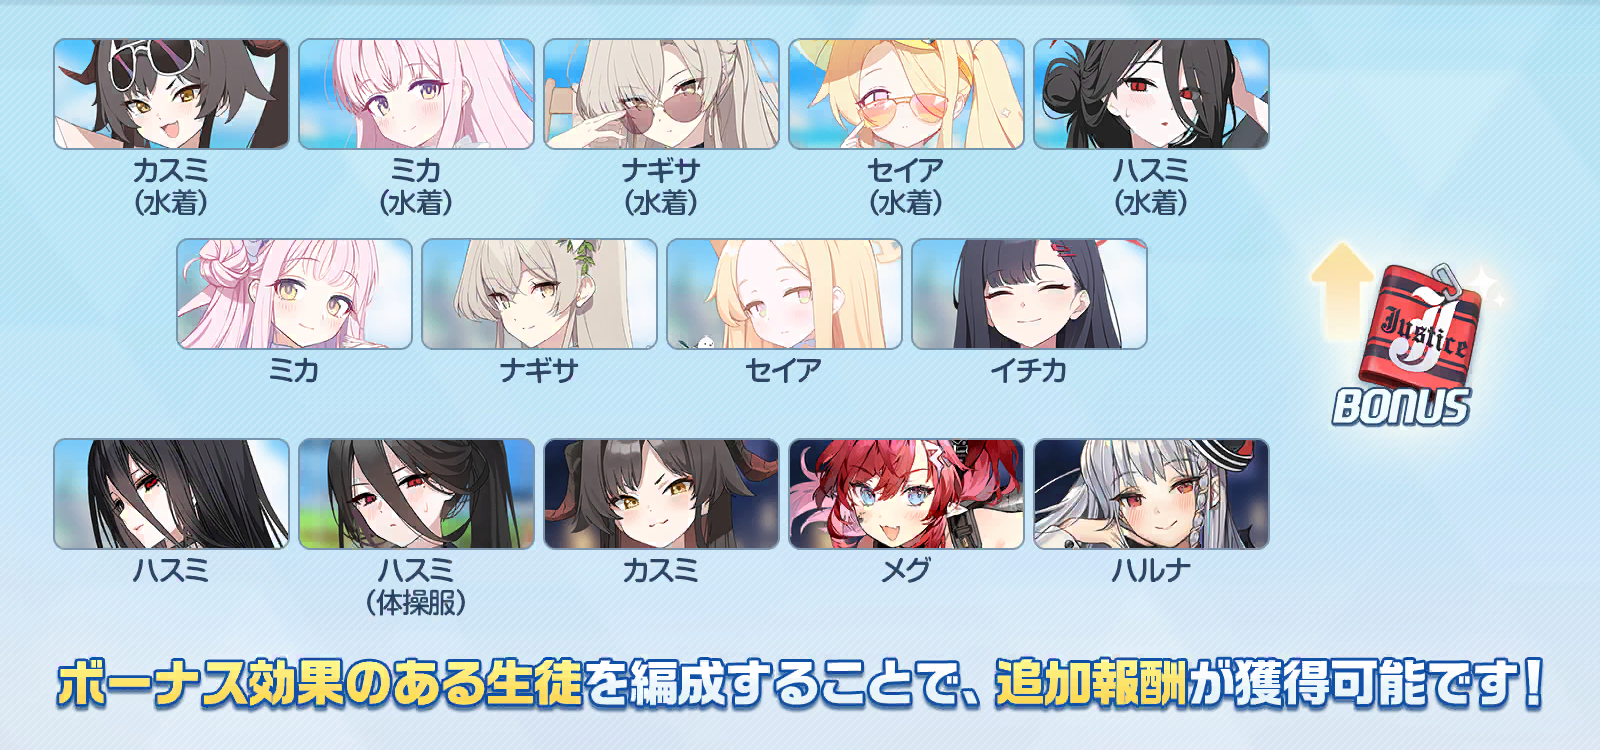 カスミ
(水着)
ミカ
(水着)
ナギサ
(水着)
セイア
(水着)
ハスミ
(水着)
ミカ
ナギサ
セイア
イチカ
J
Justice
BONUS
ハスミ
ハスミ
(体操服)
カスミ
メグ
ハルナ
ボーナス効果のある生徒を編成することで、追加報酬が獲得可能です!